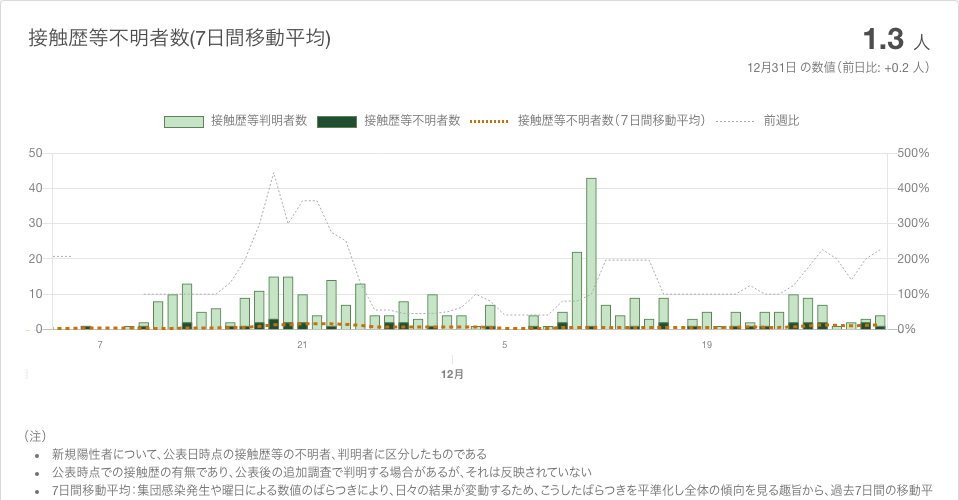 接触歴等不明者数(7日間移動平均)
1.3 人
12月31日 の数値（前日比: +0.2 人）
接触歴等判明者数 接触歴等不明者数 接触歴等不明者数（7日間移動平均） 前週比
50 500%
40 400%
30 300%
20 200%
10 100%
0 0%
7 21 5 19
12月
（注）
• 新規陽性者について、公表日時点の接触歴等の不明者、判明者に区分したものである
• 公表時点での接触歴の有無であり、公表後の追加調査で判明する場合があるが、それは反映されていない
• 7日間移動平均：集団感染発生や曜日による数値のばらつきにより、日々の結果が変動するため、こうしたばらつきを平準化し全体の傾向を見る趣旨から、過去7日間の移動平